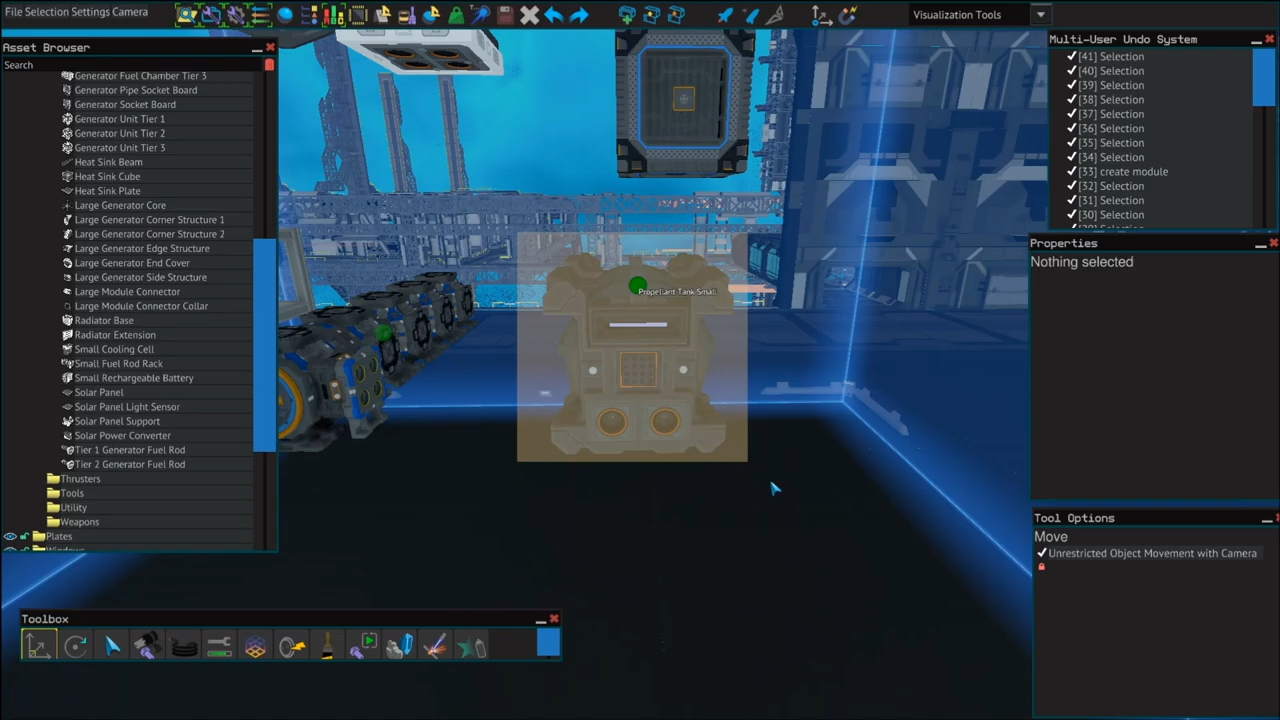 File Selection Settings Camera
Visualization Tools
Asset Browser
Search
Generator Fuel Chamber Tier 3
Generator Pipe Socket Board
Generator Socket Board
Generator Unit Tier 1
Generator Unit Tier 2
Generator Unit Tier 3
Heat Sink Beam
Heat Sink Cube
Heat Sink Plate
Large Generator Core
Large Generator Corner Structure 1
Large Generator Corner Structure 2
Large Generator Edge Structure
Large Generator End Cover
Large Generator Side Structure
Large Module Connector
Large Module Connector Collar
Radiator Base
Radiator Extension
Small Cooling Cell
Small Fuel Rod Rack
Small Rechargeable Battery
Solar Panel
Solar Panel Light Sensor
Solar Panel Support
Solar Power Converter
Tier 1 Generator Fuel Rod
Tier 2 Generator Fuel Rod
Thrusters
Tools
Utility
Weapons
Plates
Propellant Tank Small
Multi-User Undo System
[41] Selection
[40] Selection
[39] Selection
[38] Selection
[37] Selection
[36] Selection
[35] Selection
[34] Selection
[33] create module
[32] Selection
[31] Selection
[30] Selection
Properties
Nothing selected
Tool Options
Move
Unrestricted Object Movement with Camera
Toolbox